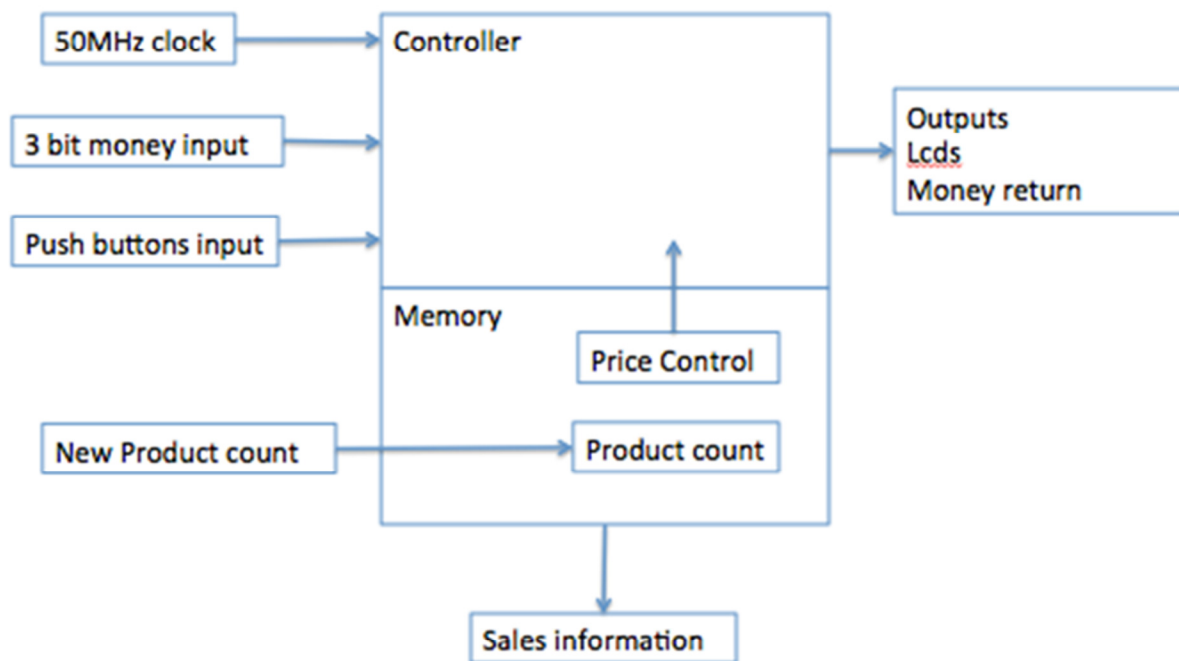 50MHz clock
Controller
3 bit money input
Push buttons input
Outputs
Lcds
Money return
Memory
Price Control
New Product count
Product count
Sales information